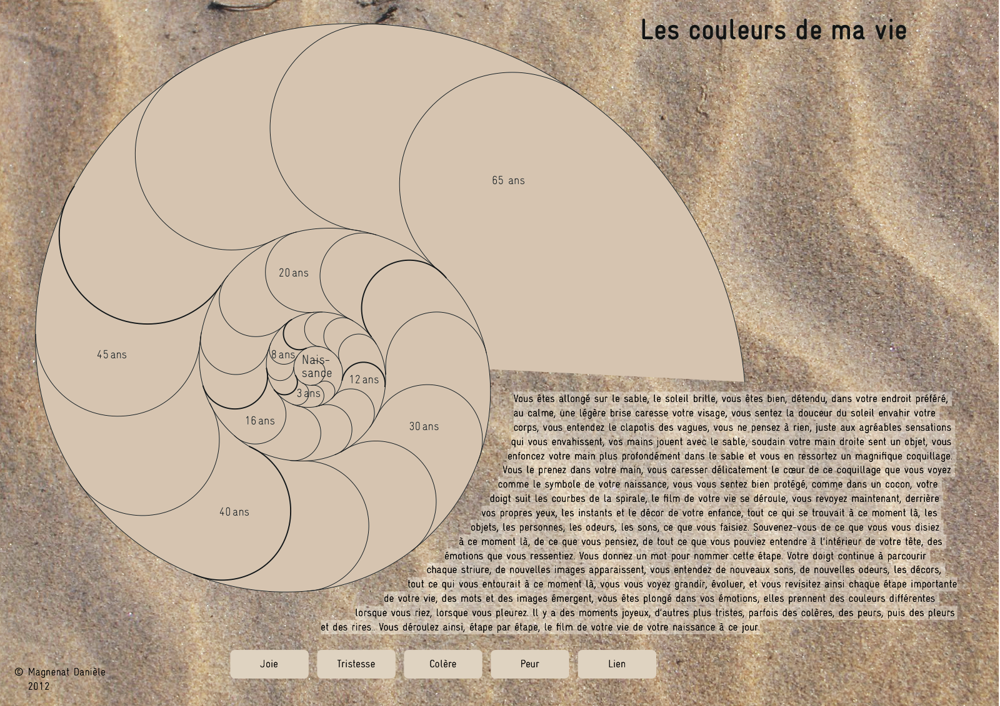 Les couleurs de ma vie
65 ans
20 ans
45 ans
8 ans
Nais-
sance
12 ans
3 ans
16 ans
30 ans
40 ans
Vous êtes allongé sur le sable, le soleil brille, vous êtes bien, détendu, dans votre endroit préféré,
au calme, une légère brise caresse votre visage, vous sentez la douceur du soleil envahir votre
corps, vous entendez le clapotis des vagues, vous ne pensez à rien, juste aux agréables sensations
qui vous envahissent, vos mains jouent avec le sable, soudain votre main droite sent un objet, vous
enfoncez votre main plus profondément dans le sable et vous en ressortez un magnifique coquillage.
Vous le prenez dans votre main, vous caresser délicatement le cœur de ce coquillage que vous voyez
comme le symbole de votre naissance, vous vous sentez bien protégé, comme dans un cocon, votre
doigt suit les courbes de la spirale, le film de votre vie se déroule, vous revoyez maintenant, derrière
vos propres yeux, les instants et le décor de votre enfance, tout ce qui se trouvait à ce moment là, les
objets, les personnes, les odeurs, les sons, ce que vous faisiez. Souvenez-vous de ce que vous vous disiez
à ce moment là, de ce que vous pensiez, de tout ce que vous pouviez entendre à l'intérieur de votre tête, des
émotions que vous ressentiez. Vous donnez un mot pour nommer cette étape. Votre doigt continue à parcourir
chaque striure, de nouvelles images apparaissent, vous entendez de nouveaux sons, de nouvelles odeurs, les décors,
tout ce qui vous entourait à ce moment là, vous vous voyez grandir, évoluer, et vous revisitez ainsi chaque étape importante
de votre vie, des mots et des images émergent, vous êtes plongé dans vos émotions, elles prennent des couleurs différentes
lorsque vous riez, lorsque vous pleurez. Il y a des moments joyeux, d'autres plus tristes, parfois des colères, des peurs, puis des pleurs
et des rires.. Vous déroulez ainsi, étape par étape, le film de votre vie de votre naissance à ce jour.
Joie
Tristesse
Colère
Peur
Lien
© Magnenat Danièle
2012